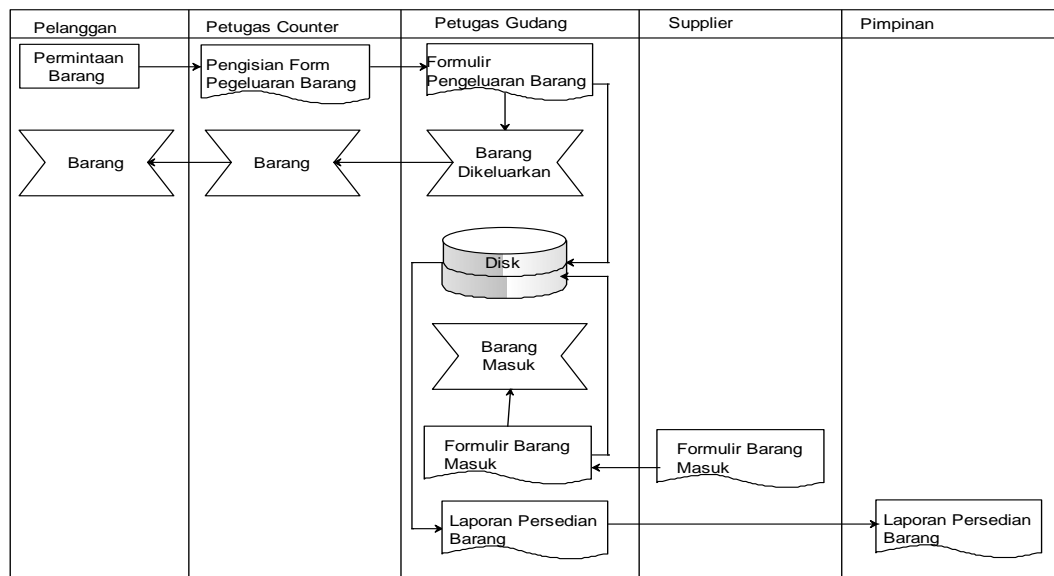 Pelanggan
Petugas Counter
Petugas Gudang
Supplier
Pimpinan
Permintaan
Barang
Pengisian Form
Pegeluaran Barang
Formulir
Pengeluaran Barang
Barang
Barang
Barang
Dikeluarkan
Disk
Barang
Masuk
Formulir Barang
Masuk
Formulir Barang
Masuk
Laporan Persedian
Barang
Laporan Persedian
Barang